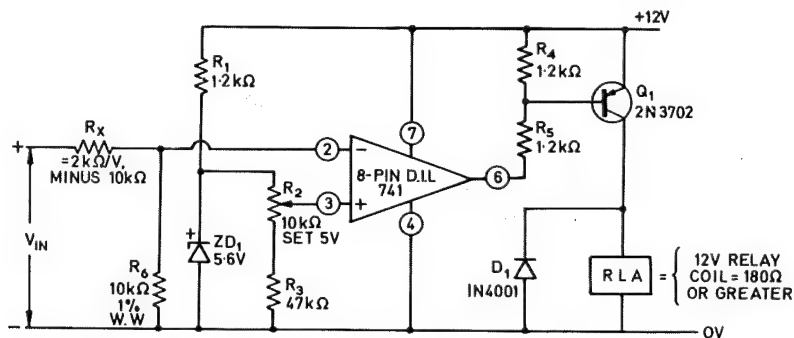 +12V
R1
1·2kΩ
R4
1·2kΩ
Q1
2N3702
RX
=2kΩ/V,
MINUS 10kΩ
+
VIN
−
R6
10kΩ
1%
W.W
ZD1
5·6V
+
R2
10kΩ
SET 5V
R3
47kΩ
2
−
3
+
7
8-PIN D.I.L
741
4
6
R5
1·2kΩ
D1
IN4001
RLA
=
12V RELAY
COIL = 180Ω
OR GREATER
0V